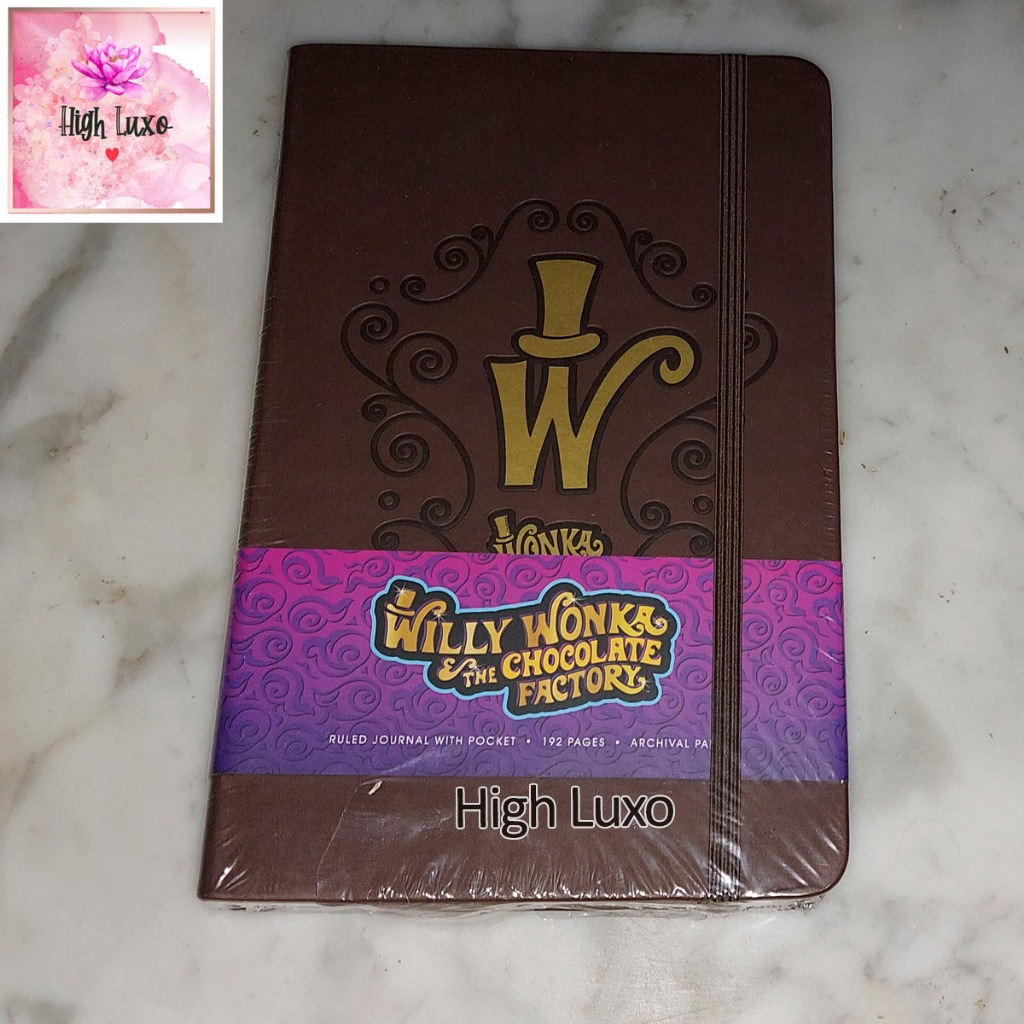 High Luxo
W
WONKA
WILLY WONKA
& THE CHOCOLATE
FACTORY
RULED JOURNAL WITH POCKET • 192 PAGES • ARCHIVAL PA
High Luxo